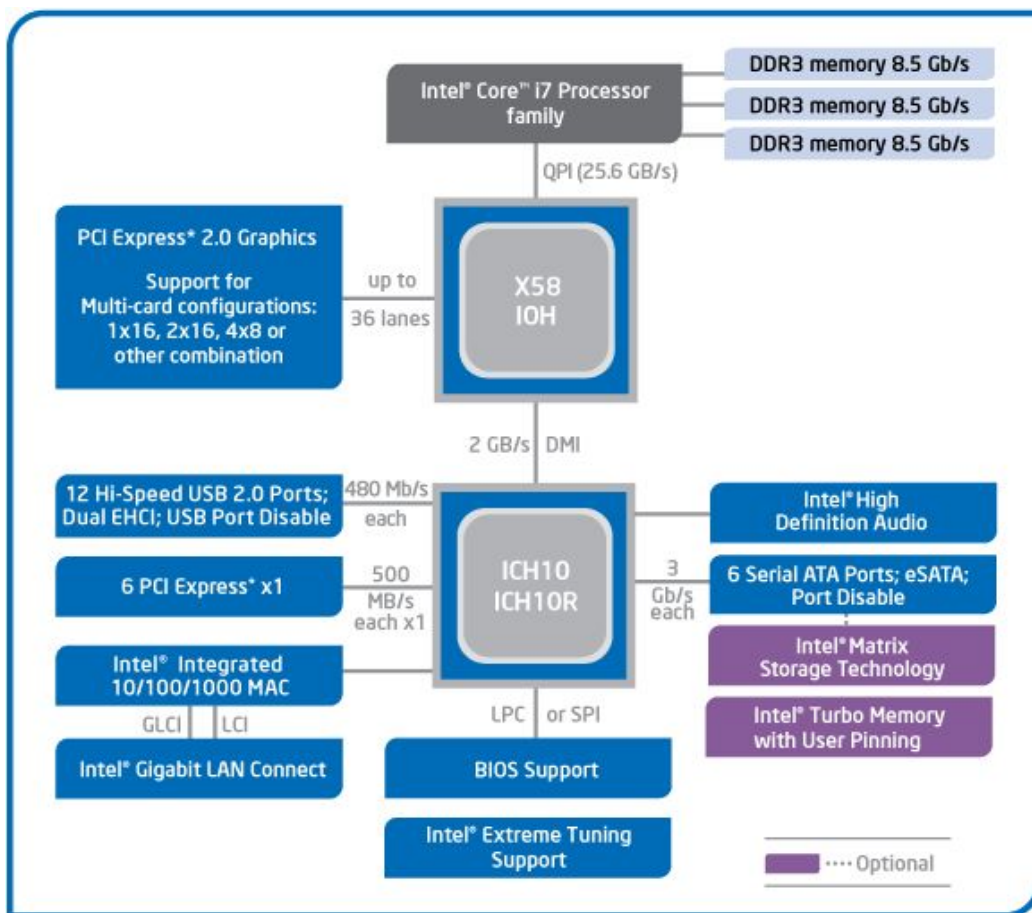 Intel® Core™ i7 Processor
family
DDR3 memory 8.5 Gb/s
DDR3 memory 8.5 Gb/s
DDR3 memory 8.5 Gb/s
QPI (25.6 GB/s)
PCI Express* 2.0 Graphics
Support for
Multi-card configurations:
1x16, 2x16, 4x8 or
other combination
up to
36 lanes
X58
IOH
2 GB/s DMI
12 Hi-Speed USB 2.0 Ports;
Dual EHCI; USB Port Disable
480 Mb/s
each
6 PCI Express* x1
500
MB/s
each x1
Intel® Integrated
10/100/1000 MAC
GLCI LCI
Intel® Gigabit LAN Connect
ICH10
ICH10R
Intel® High
Definition Audio
3
Gb/s
each
6 Serial ATA Ports; eSATA;
Port Disable
Intel® Matrix
Storage Technology
Intel® Turbo Memory
with User Pinning
LPC or SPI
BIOS Support
Intel® Extreme Tuning
Support
Optional